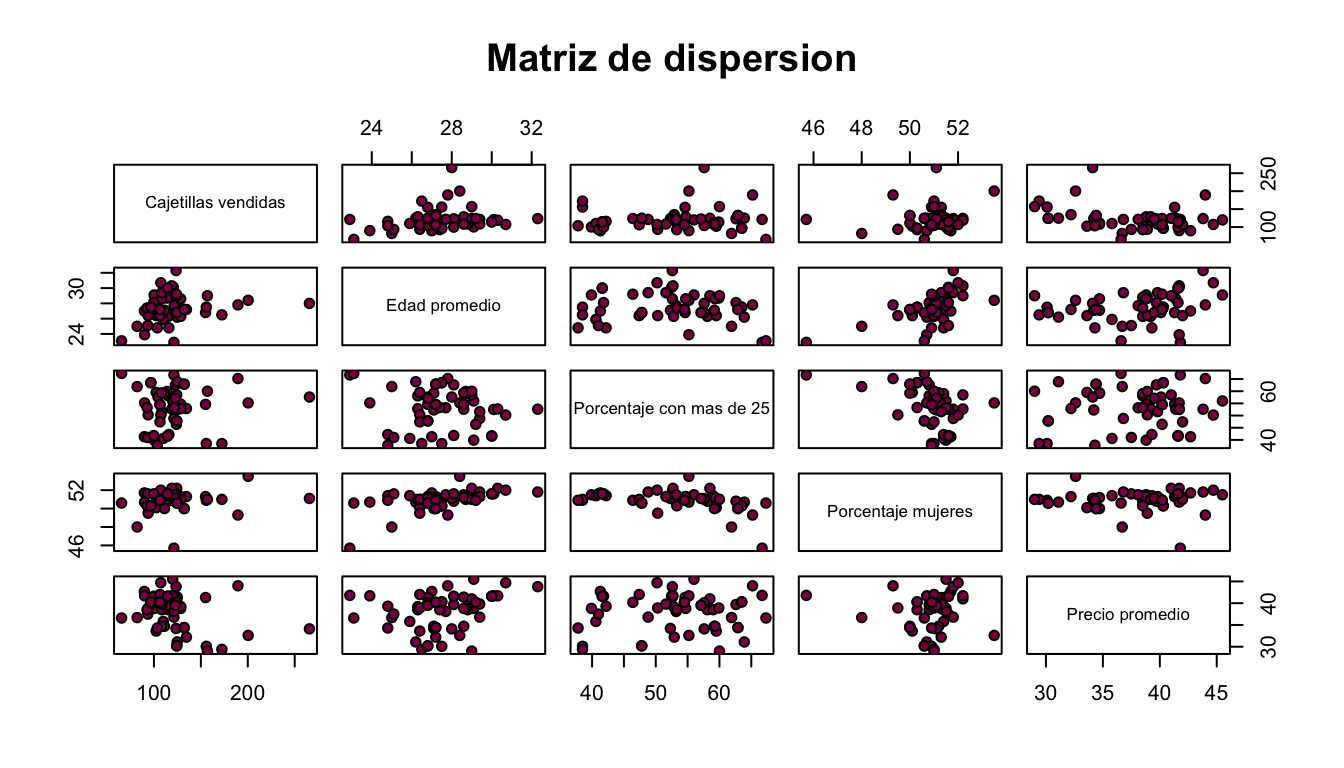 Matriz de dispersion
24 28 32 46 48 50 52
Cajetillas vendidas
100 250
Edad promedio
24 30
Porcentaje con mas de 25
40 60
Porcentaje mujeres
46 52
Precio promedio
30 40
100 200 40 50 60 30 35 40 45